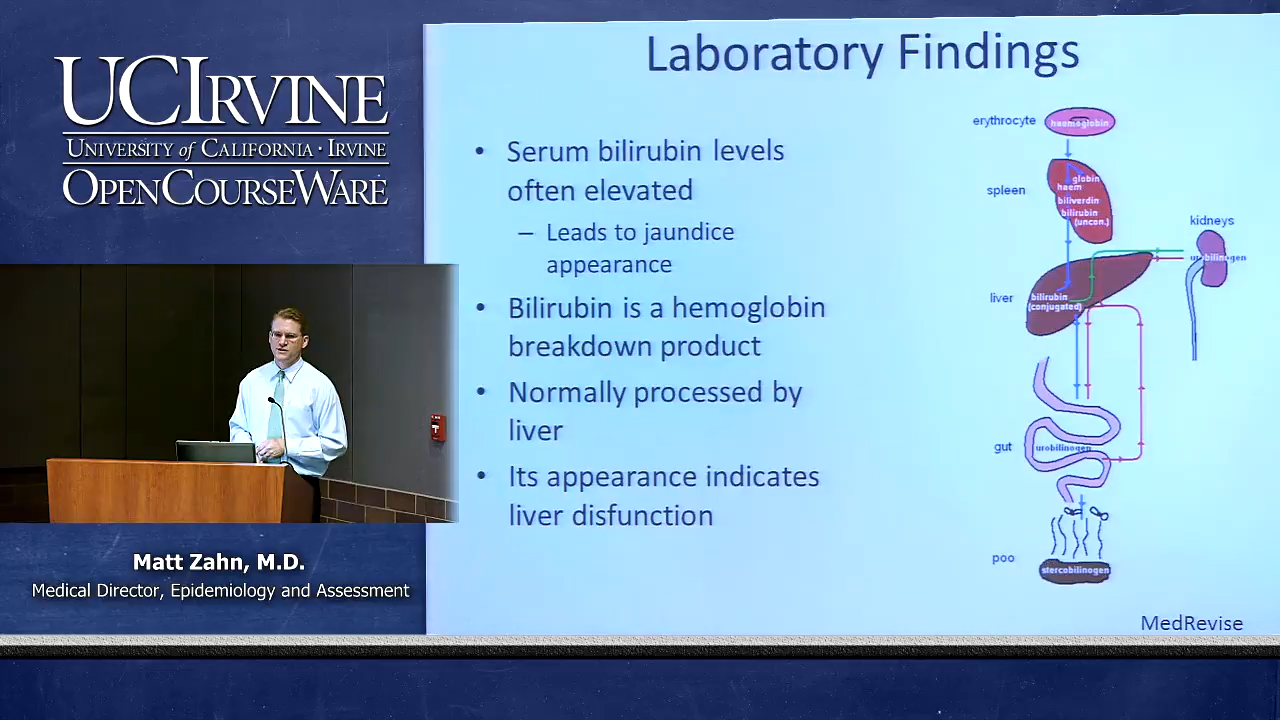 UCIRVINE
UNIVERSITY of CALIFORNIA · IRVINE
OPENCOURSEWARE
Matt Zahn, M.D.
Medical Director, Epidemiology and Assessment
Laboratory Findings
• Serum bilirubin levels
often elevated
– Leads to jaundice
appearance
• Bilirubin is a hemoglobin
breakdown product
• Normally processed by
liver
• Its appearance indicates
liver disfunction
erythrocyte
haemoglobin
spleen
globin
haem
biliverdin
bilirubin
(uncon.)
kidneys
urobilinogen
liver
bilirubin
(conjugated)
gut
urobilinogen
poo
stercobilinogen
MedRevise